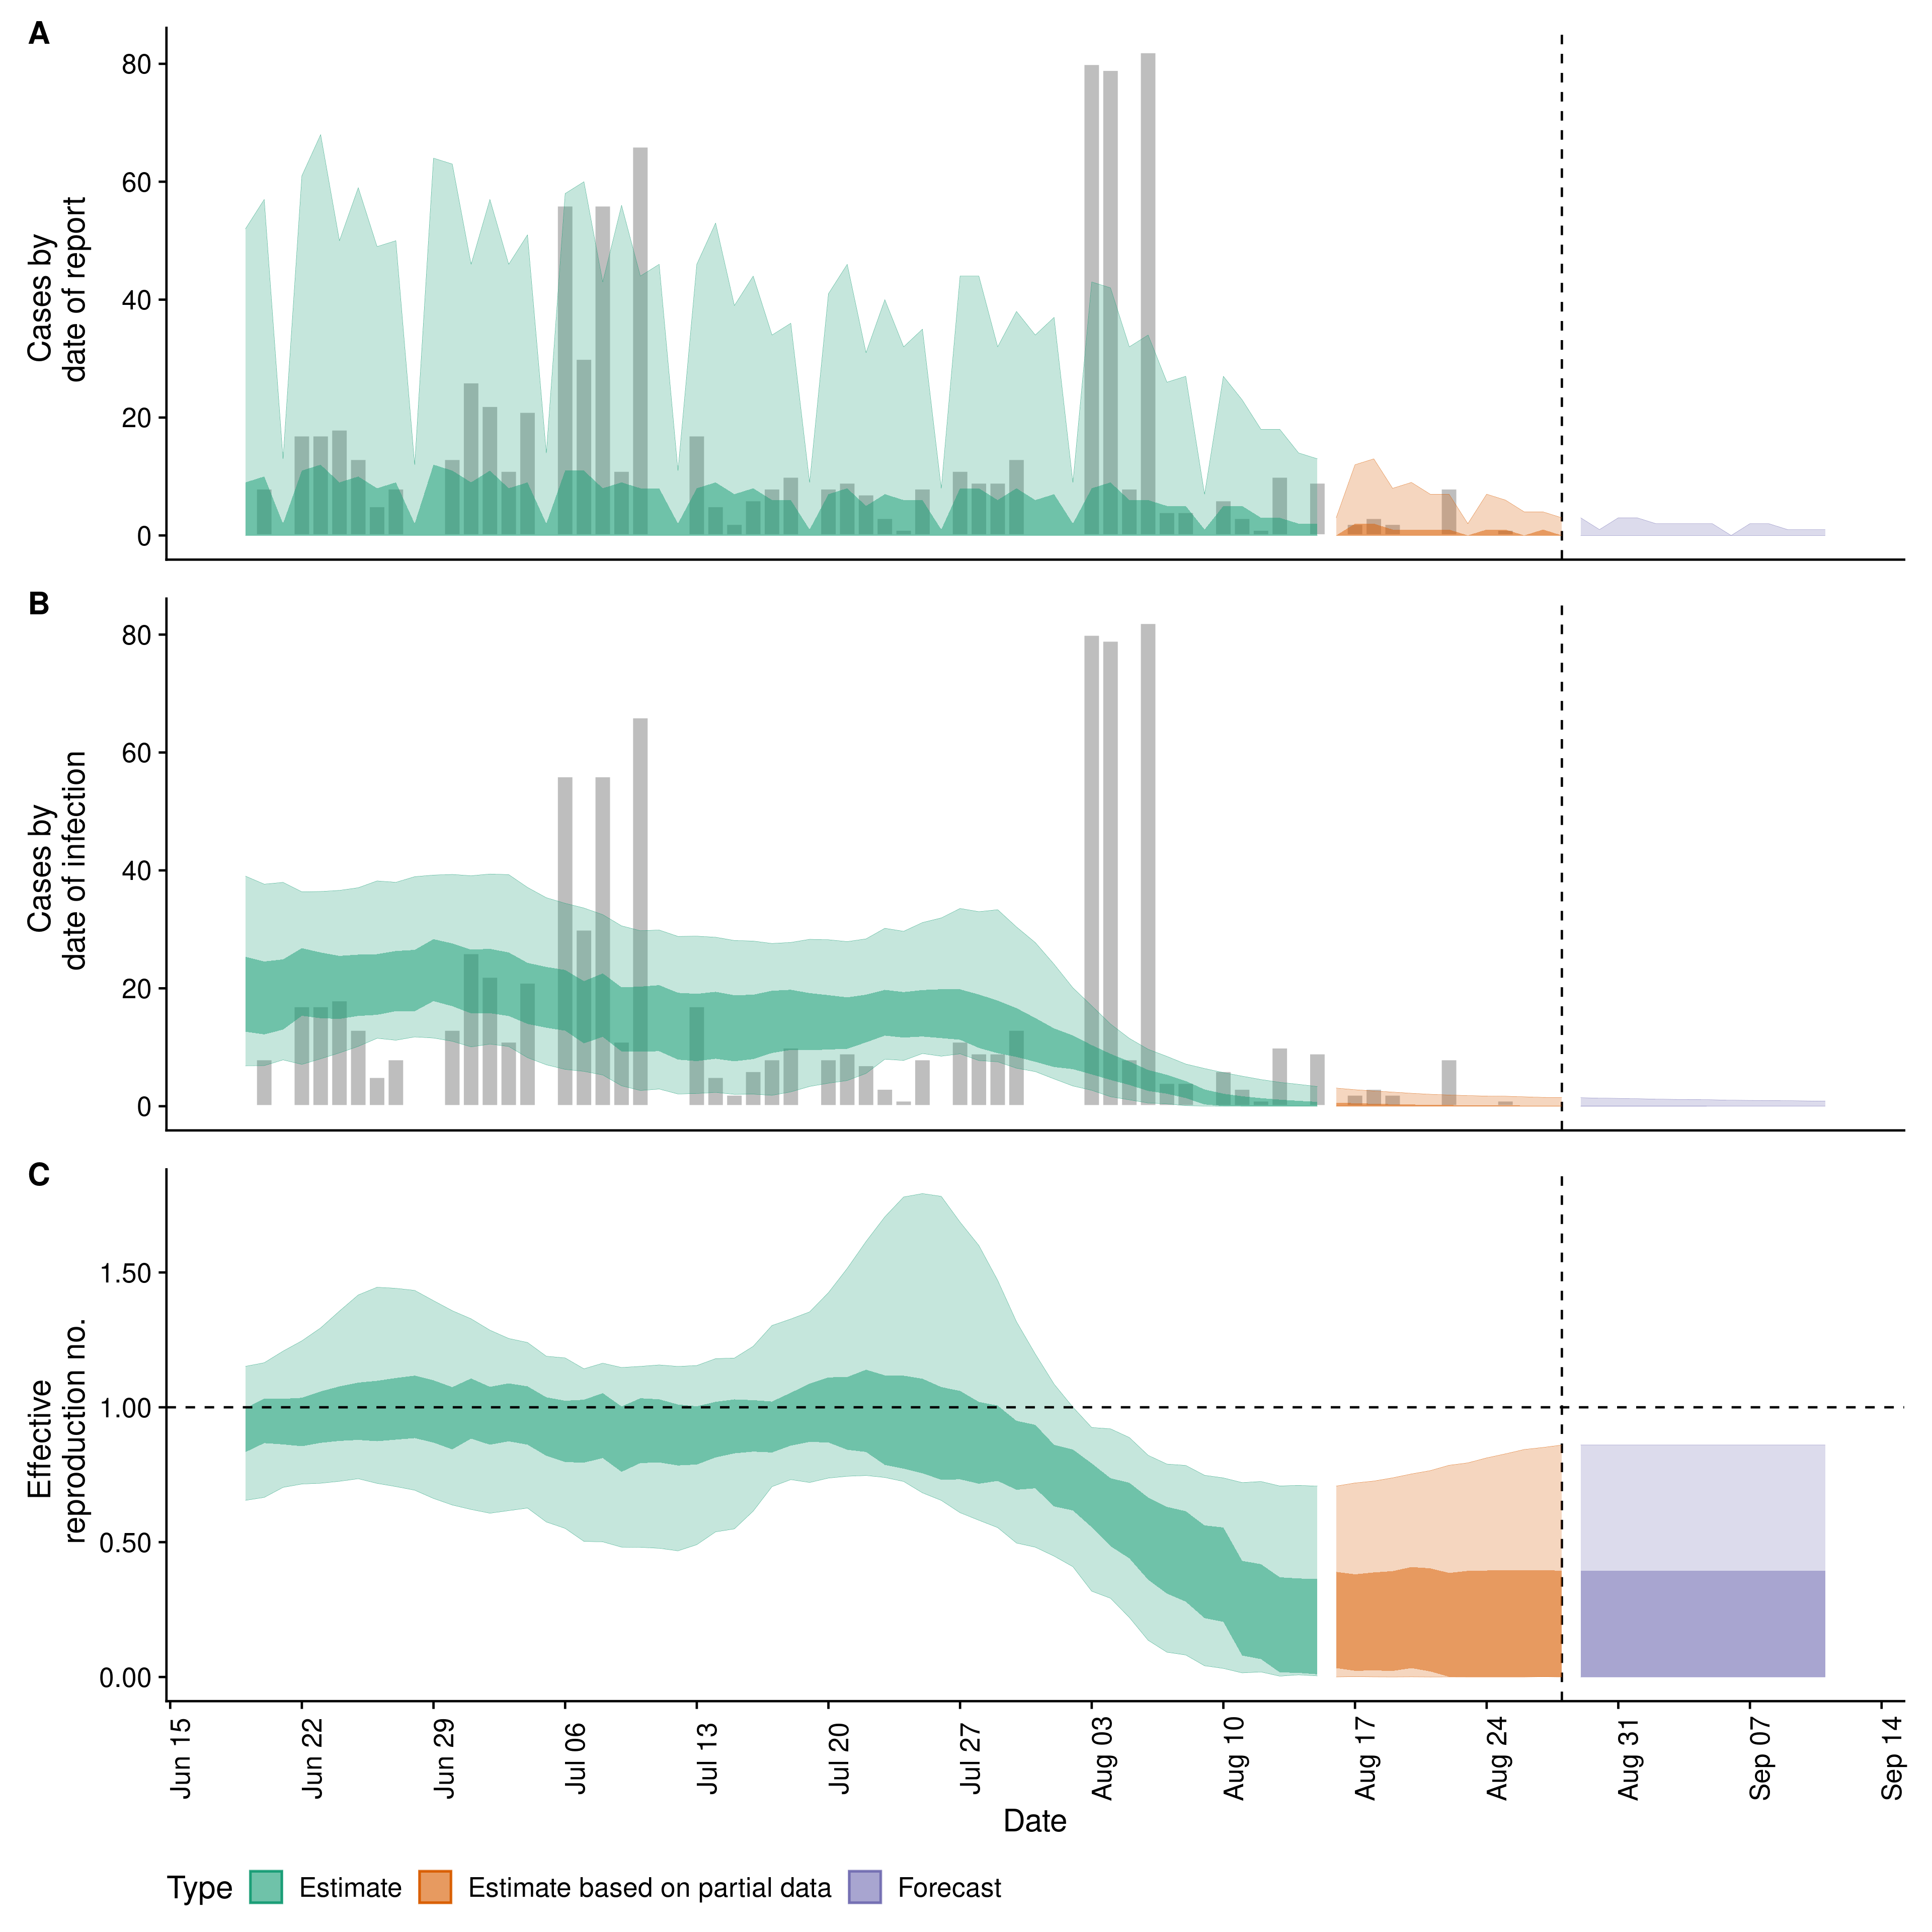 A
80
60
40
20
0
Cases by
date of report
B
80
60
40
20
0
Cases by
date of infection
C
1.50
1.00
0.50
0.00
Effective
reproduction no.
Jun 15
Jun 22
Jun 29
Jul 06
Jul 13
Jul 20
Jul 27
Aug 03
Aug 10
Aug 17
Aug 24
Aug 31
Sep 07
Sep 14
Date
Type Estimate Estimate based on partial data Forecast